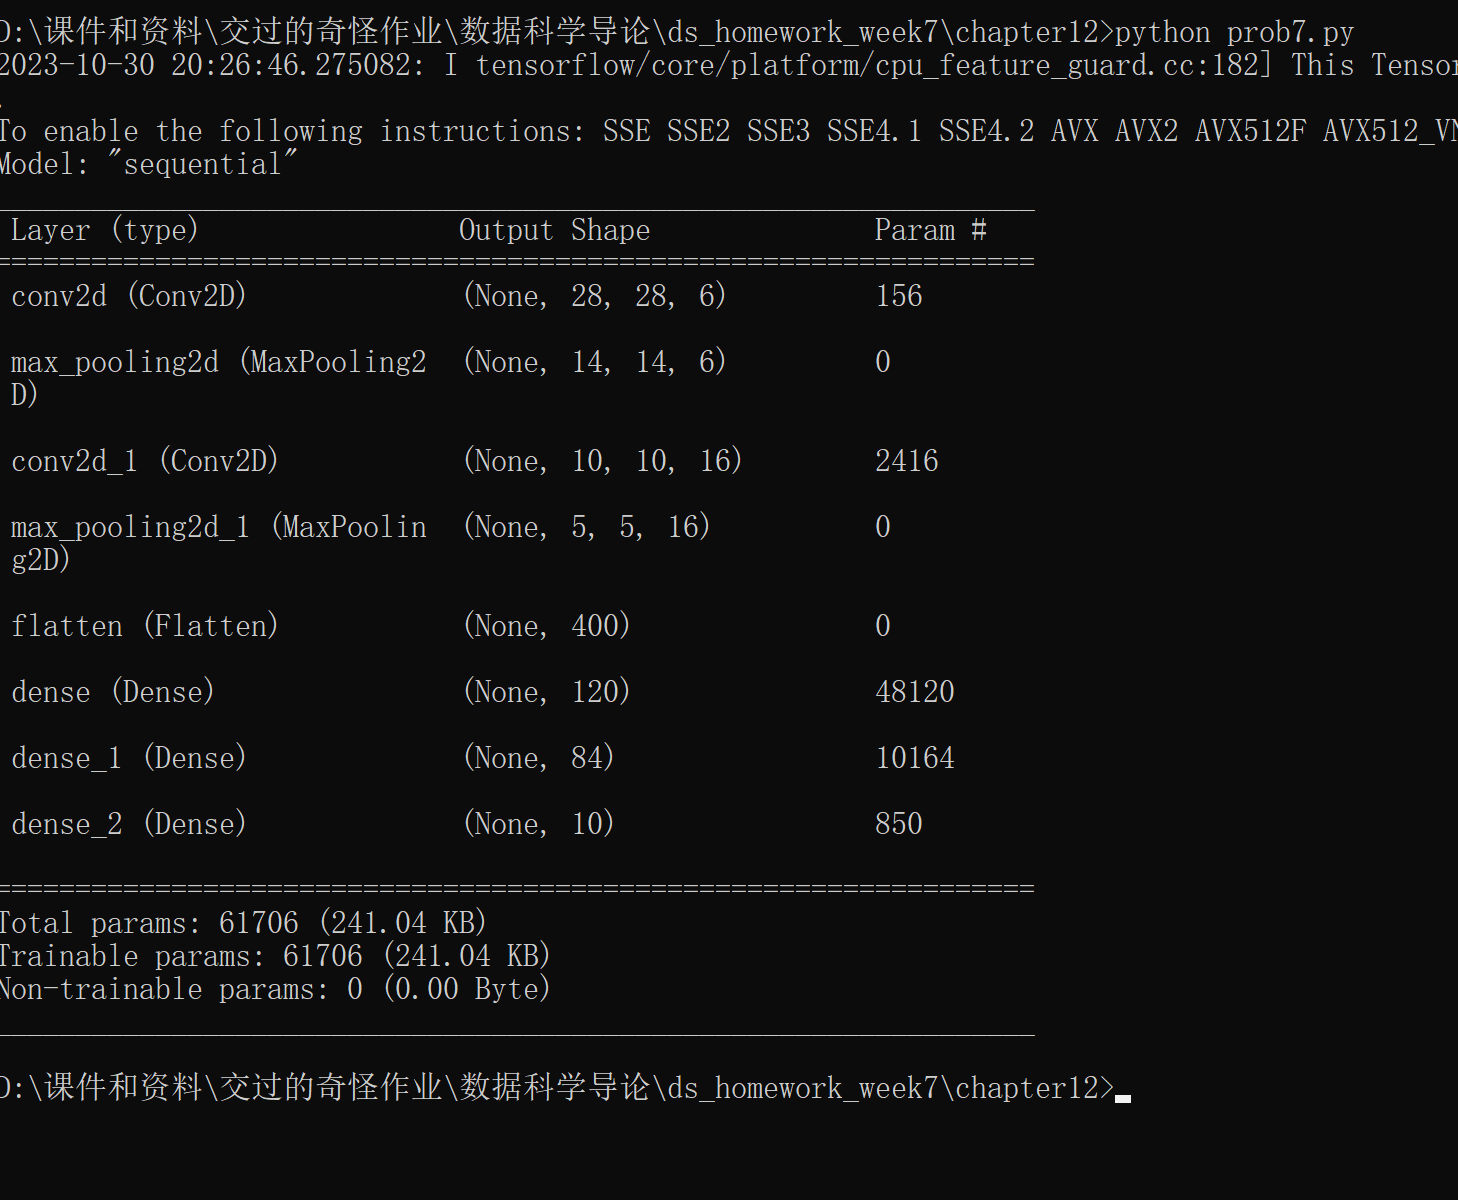 D:\课件和资料\交过的奇怪作业\数据科学导论\ds_homework_week7\chapter12>python prob7.py
2023-10-30 20:26:46.275082: I tensorflow/core/platform/cpu_feature_guard.cc:182] This Tensor
.
To enable the following instructions: SSE SSE2 SSE3 SSE4.1 SSE4.2 AVX AVX2 AVX512F AVX512_VN
Model: "sequential"
_________________________________________________________________
Layer (type) Output Shape Param #
=================================================================
conv2d (Conv2D) (None, 28, 28, 6) 156
max_pooling2d (MaxPooling2 (None, 14, 14, 6) 0
D)
conv2d_1 (Conv2D) (None, 10, 10, 16) 2416
max_pooling2d_1 (MaxPoolin (None, 5, 5, 16) 0
g2D)
flatten (Flatten) (None, 400) 0
dense (Dense) (None, 120) 48120
dense_1 (Dense) (None, 84) 10164
dense_2 (Dense) (None, 10) 850
=================================================================
Total params: 61706 (241.04 KB)
Trainable params: 61706 (241.04 KB)
Non-trainable params: 0 (0.00 Byte)
_________________________________________________________________
D:\课件和资料\交过的奇怪作业\数据科学导论\ds_homework_week7\chapter12>